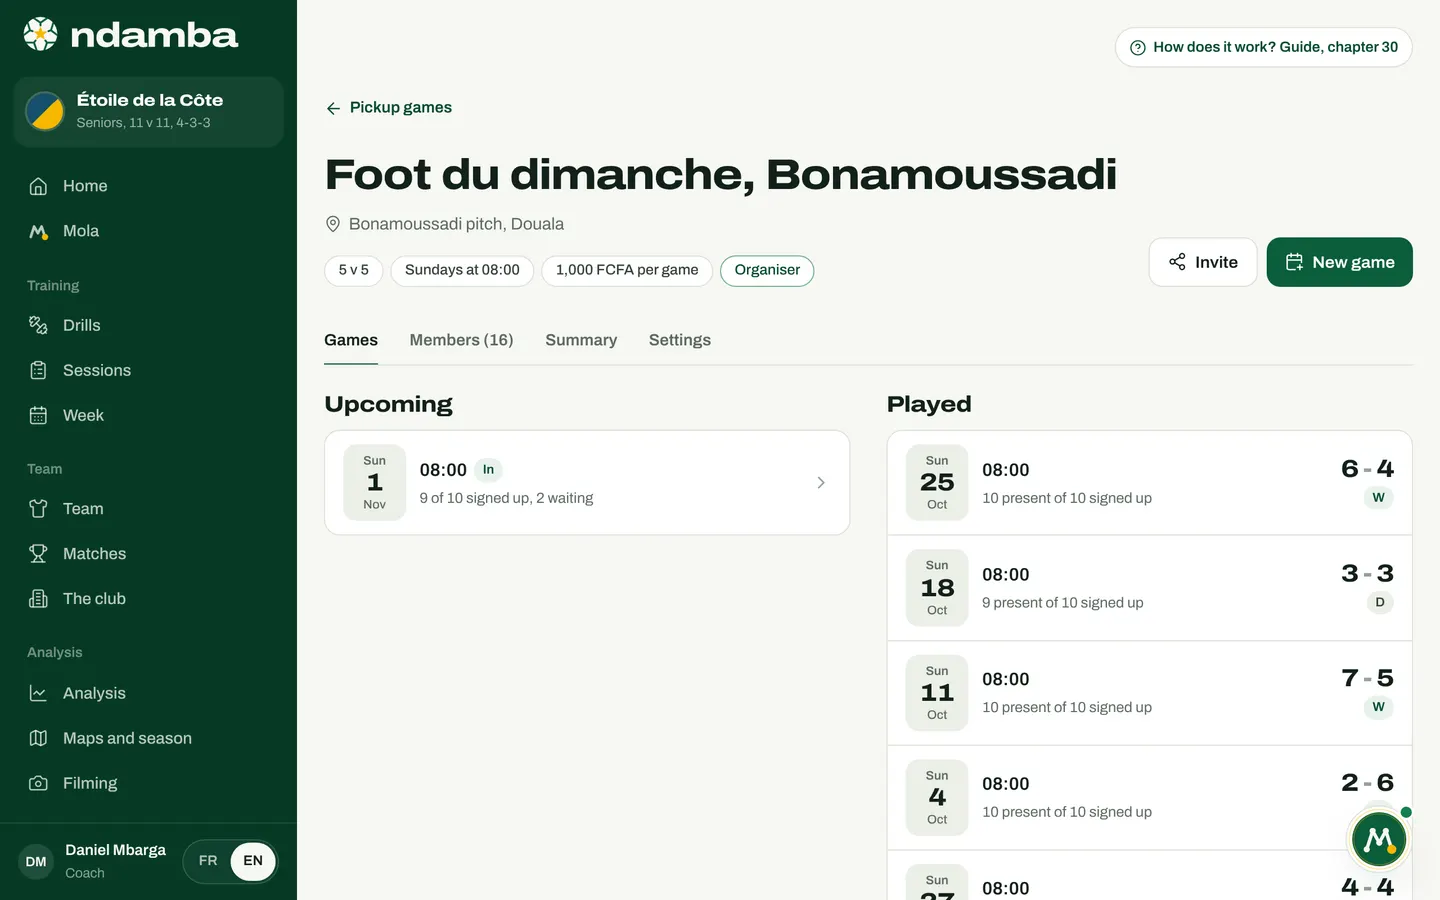 ndamba
Étoile de la Côte
Seniors, 11 v 11, 4-3-3
Home
Mola
Training
Drills
Sessions
Week
Team
Team
Matches
The club
Analysis
Analysis
Maps and season
Filming
DM
Daniel Mbarga
Coach
FR
EN
How does it work? Guide, chapter 30
Pickup games
Foot du dimanche, Bonamoussadi
Bonamoussadi pitch, Douala
5 v 5
Sundays at 08:00
1,000 FCFA per game
Organiser
Invite
New game
Games
Members (16)
Summary
Settings
Upcoming
Sun
1
Nov
08:00
In
9 of 10 signed up, 2 waiting
Played
Sun
25
Oct
08:00
10 present of 10 signed up
6 - 4
W
Sun
18
Oct
08:00
9 present of 10 signed up
3 - 3
D
Sun
11
Oct
08:00
10 present of 10 signed up
7 - 5
W
Sun
4
Oct
08:00
10 present of 10 signed up
2 - 6
Sun
27
08:00
4 - 4